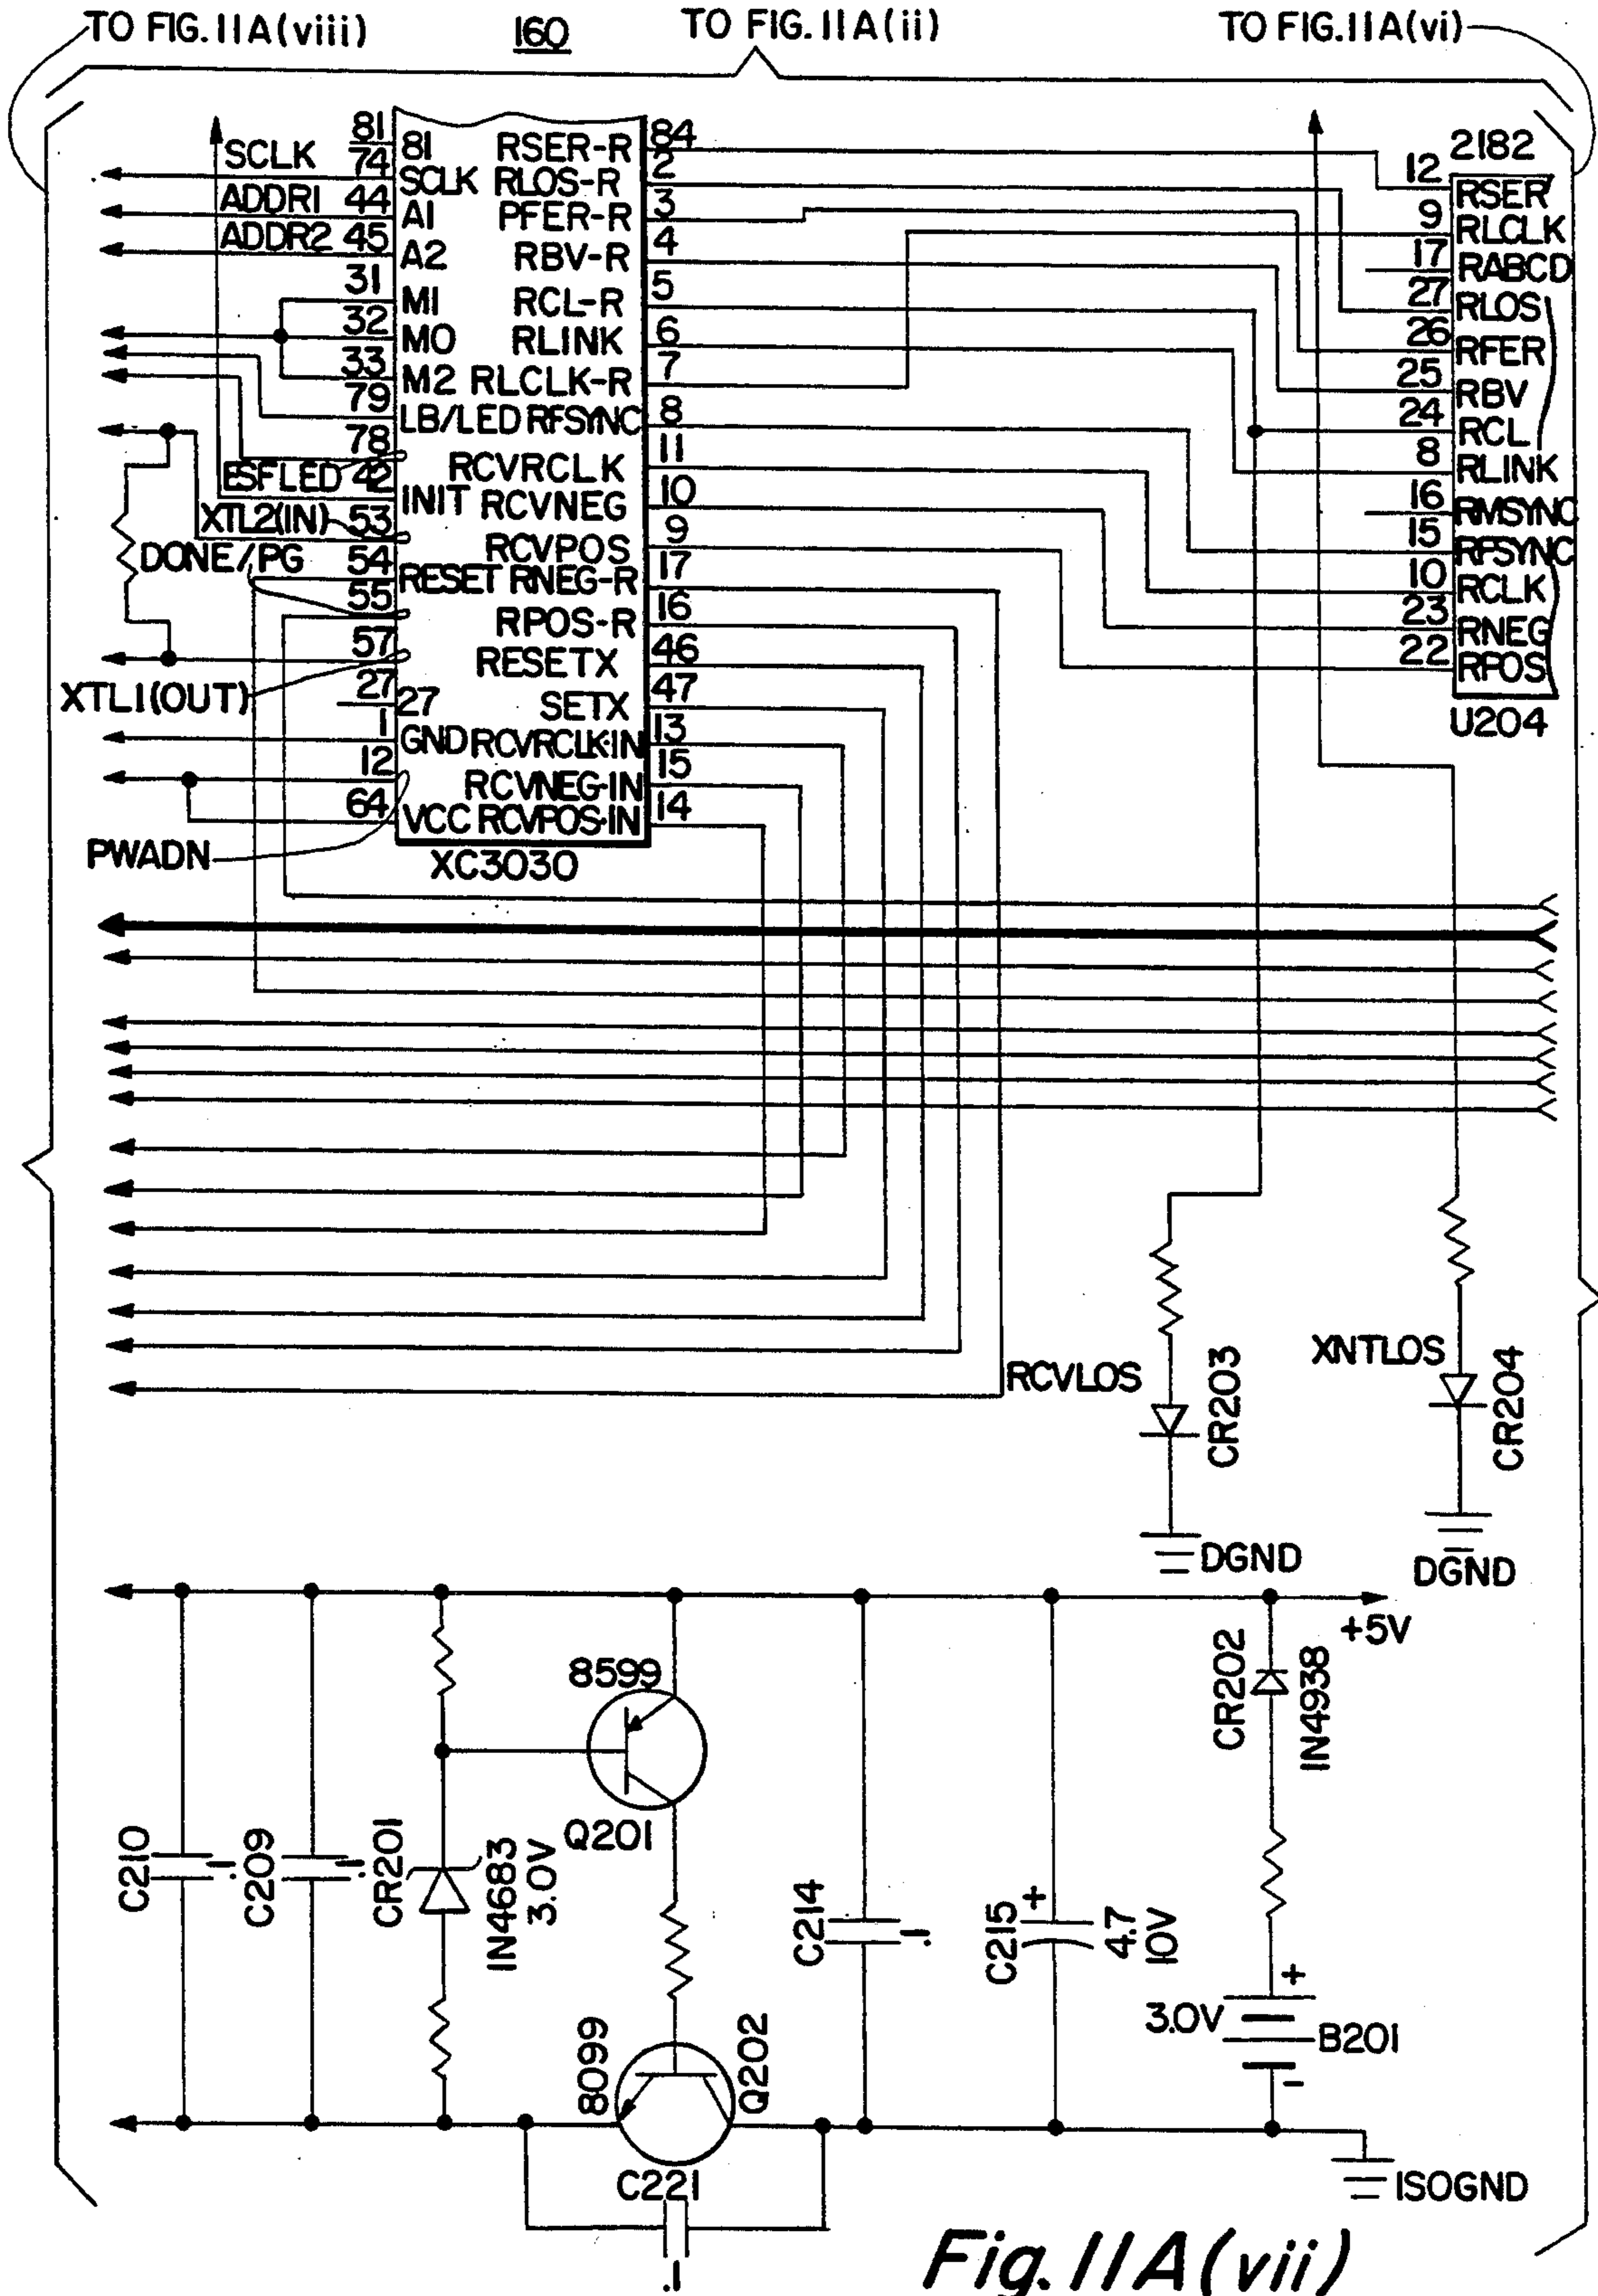 TO FIG. 11A(viii)
160
TO FIG. 11A(ii)
TO FIG. 11A(vi)
81
81
RSER-R
84
SCLK
74
SCLK
RLOS-R
2
ADDR1
44
A1
PFER-R
3
ADDR2
45
A2
RBV-R
4
31
M1
RCL-R
5
32
M0
RLINK
6
33
M2
RLCLK-R
7
79
LB/LED
RFSYNC
8
78
ESFLED
RCVRCLK
11
42
INIT
RCVNEG
10
XTL2(IN)
53
RCVPOS
9
DONE/PG
54
RESET
RNEG-R
17
55
RPOS-R
16
57
RESETX
46
XTL1(OUT)
27
27
SETX
47
1
GND
RCVRCLK-IN
13
12
RCVNEG-IN
15
64
VCC
RCVPOS-IN
14
PWADN
XC3030
2182
12
RSER
9
RLCLK
17
RABCD
27
RLOS
26
RFER
25
RBV
24
RCL
8
RLINK
16
RMSYNC
15
RFSYNC
10
RCLK
23
RNEG
22
RPOS
U204
RCVLOS
CR203
DGND
XNTLOS
CR204
DGND
+5V
C210
.1
C209
.1
CR201
1N4683
3.0V
8599
Q201
8099
Q202
C221
.1
C214
.1
C215
+
4.7
10V
CR202
1N4938
+
3.0V
B201
-
ISOGND
Fig. 11A(vii)